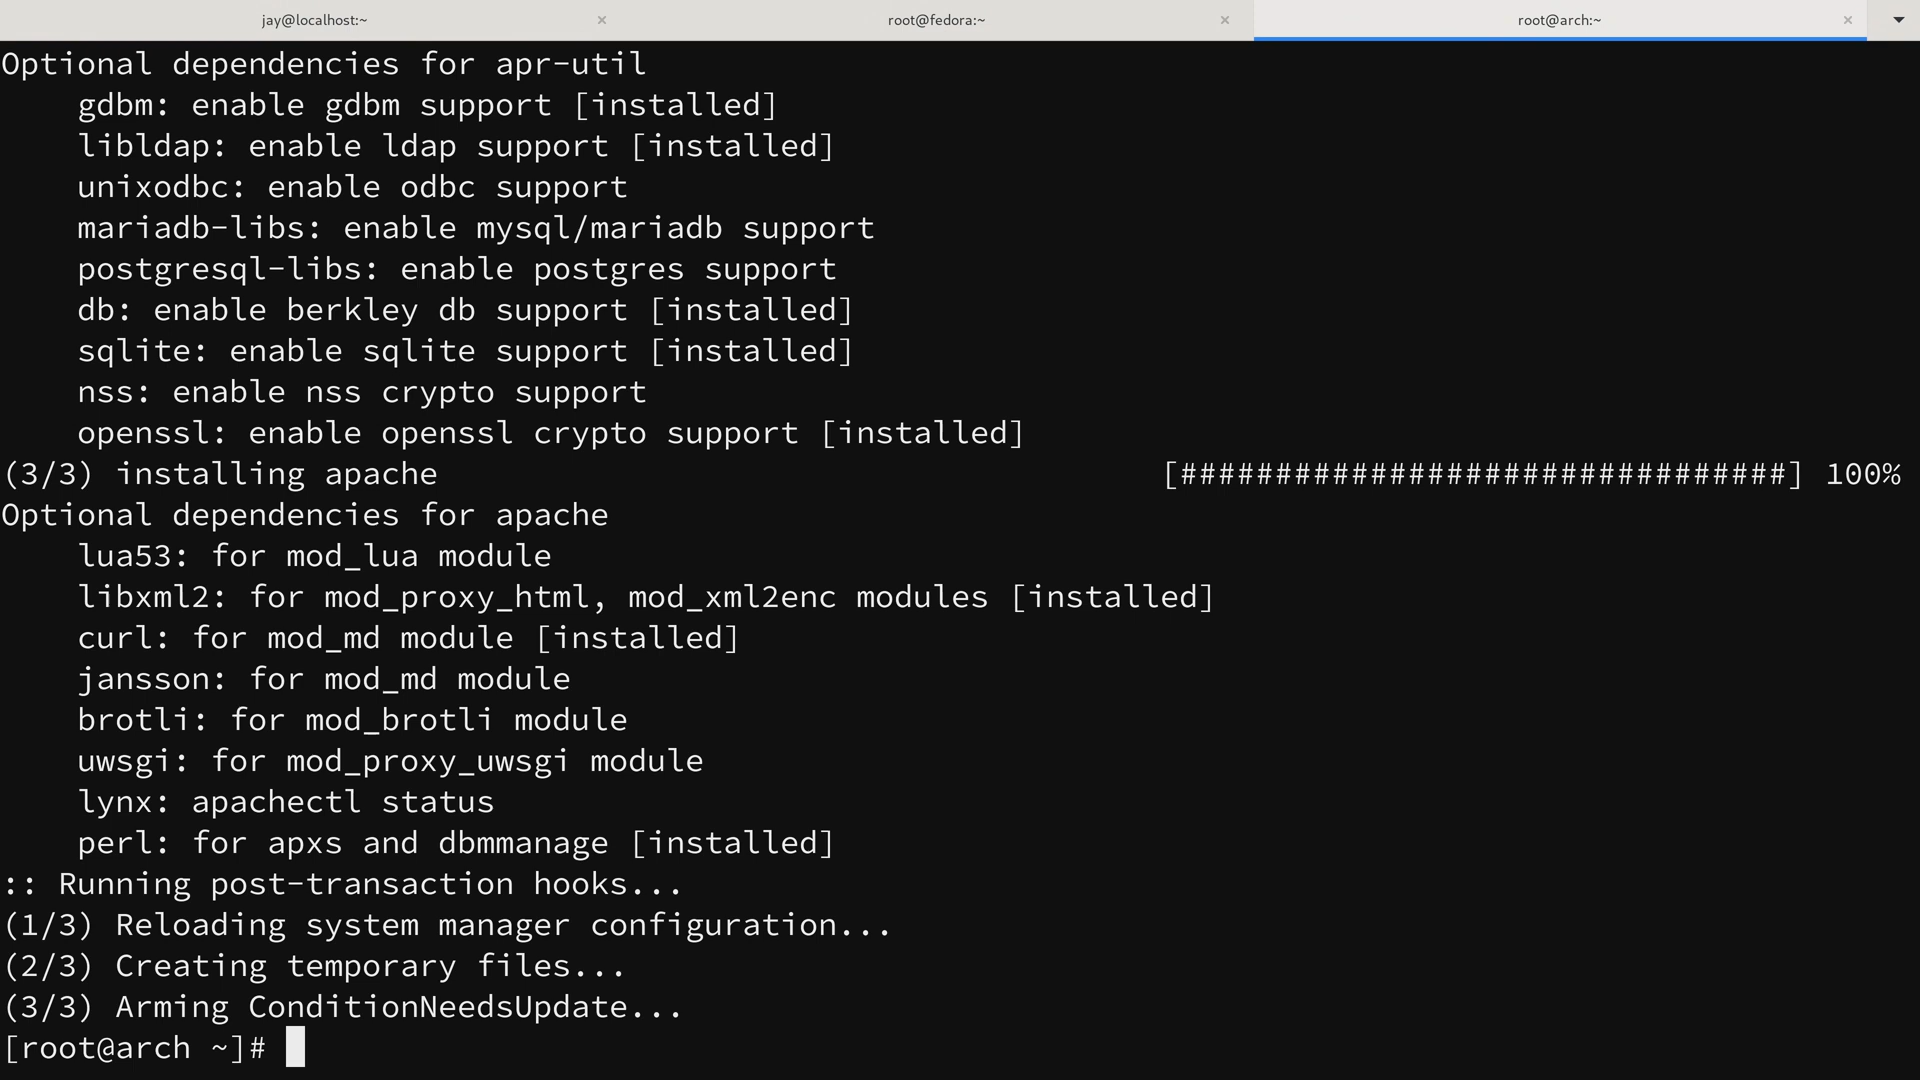 jay@localhost:~ × root@fedora:~ × root@arch:~ ×
Optional dependencies for apr-util
    gdbm: enable gdbm support [installed]
    libldap: enable ldap support [installed]
    unixodbc: enable odbc support
    mariadb-libs: enable mysql/mariadb support
    postgresql-libs: enable postgres support
    db: enable berkley db support [installed]
    sqlite: enable sqlite support [installed]
    nss: enable nss crypto support
    openssl: enable openssl crypto support [installed]
(3/3) installing apache [################################] 100%
Optional dependencies for apache
    lua53: for mod_lua module
    libxml2: for mod_proxy_html, mod_xml2enc modules [installed]
    curl: for mod_md module [installed]
    jansson: for mod_md module
    brotli: for mod_brotli module
    uwsgi: for mod_proxy_uwsgi module
    lynx: apachectl status
    perl: for apxs and dbmmanage [installed]
:: Running post-transaction hooks...
(1/3) Reloading system manager configuration...
(2/3) Creating temporary files...
(3/3) Arming ConditionNeedsUpdate...
[root@arch ~]#